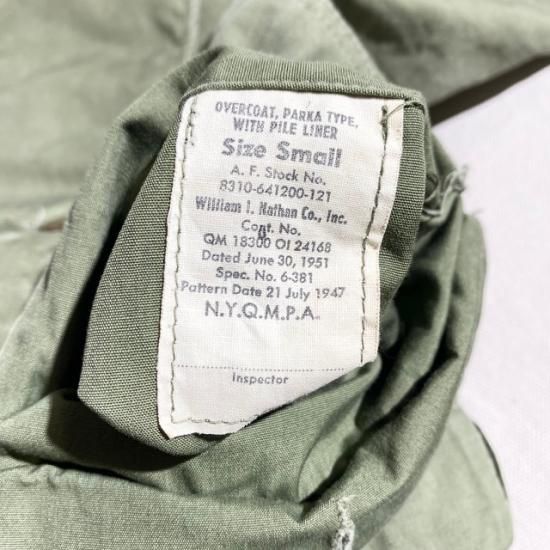 OVERCOAT, PARKA TYPE,
WITH PILE LINER
Size Small
A. F. Stock No.
8310-641200-121
William I. Nathan Co., Inc.
Cont. No.
QM 18300 OI 24168
Dated June 30, 1951
Spec. No. 6-381
Pattern Date 21 July 1947
N.Y.Q.M.P.A.
Inspector